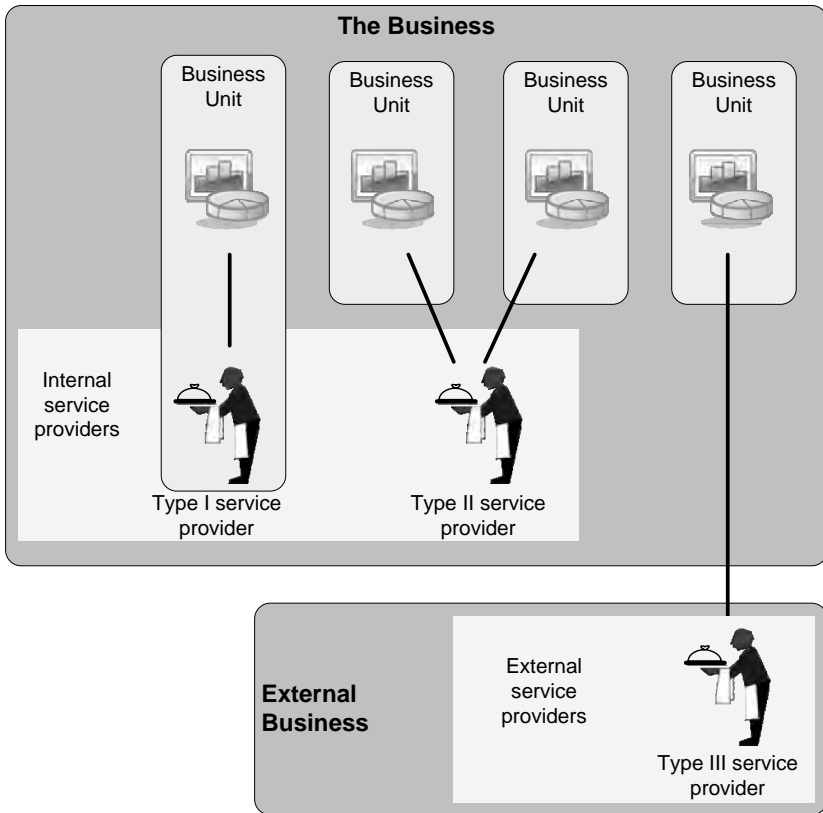 The Business
Business
Unit
Business
Unit
Business
Unit
Business
Unit
Internal
service
providers
Type I service
provider
Type II service
provider
External
Business
External
service
providers
Type III service
provider